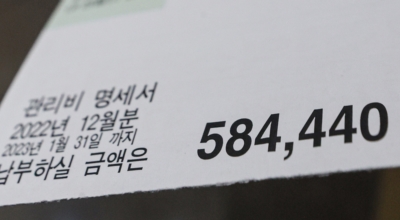 관리비 명세서
2022년 12월분
2023년 1월 31일 까지
납부하실 금액은 584,440